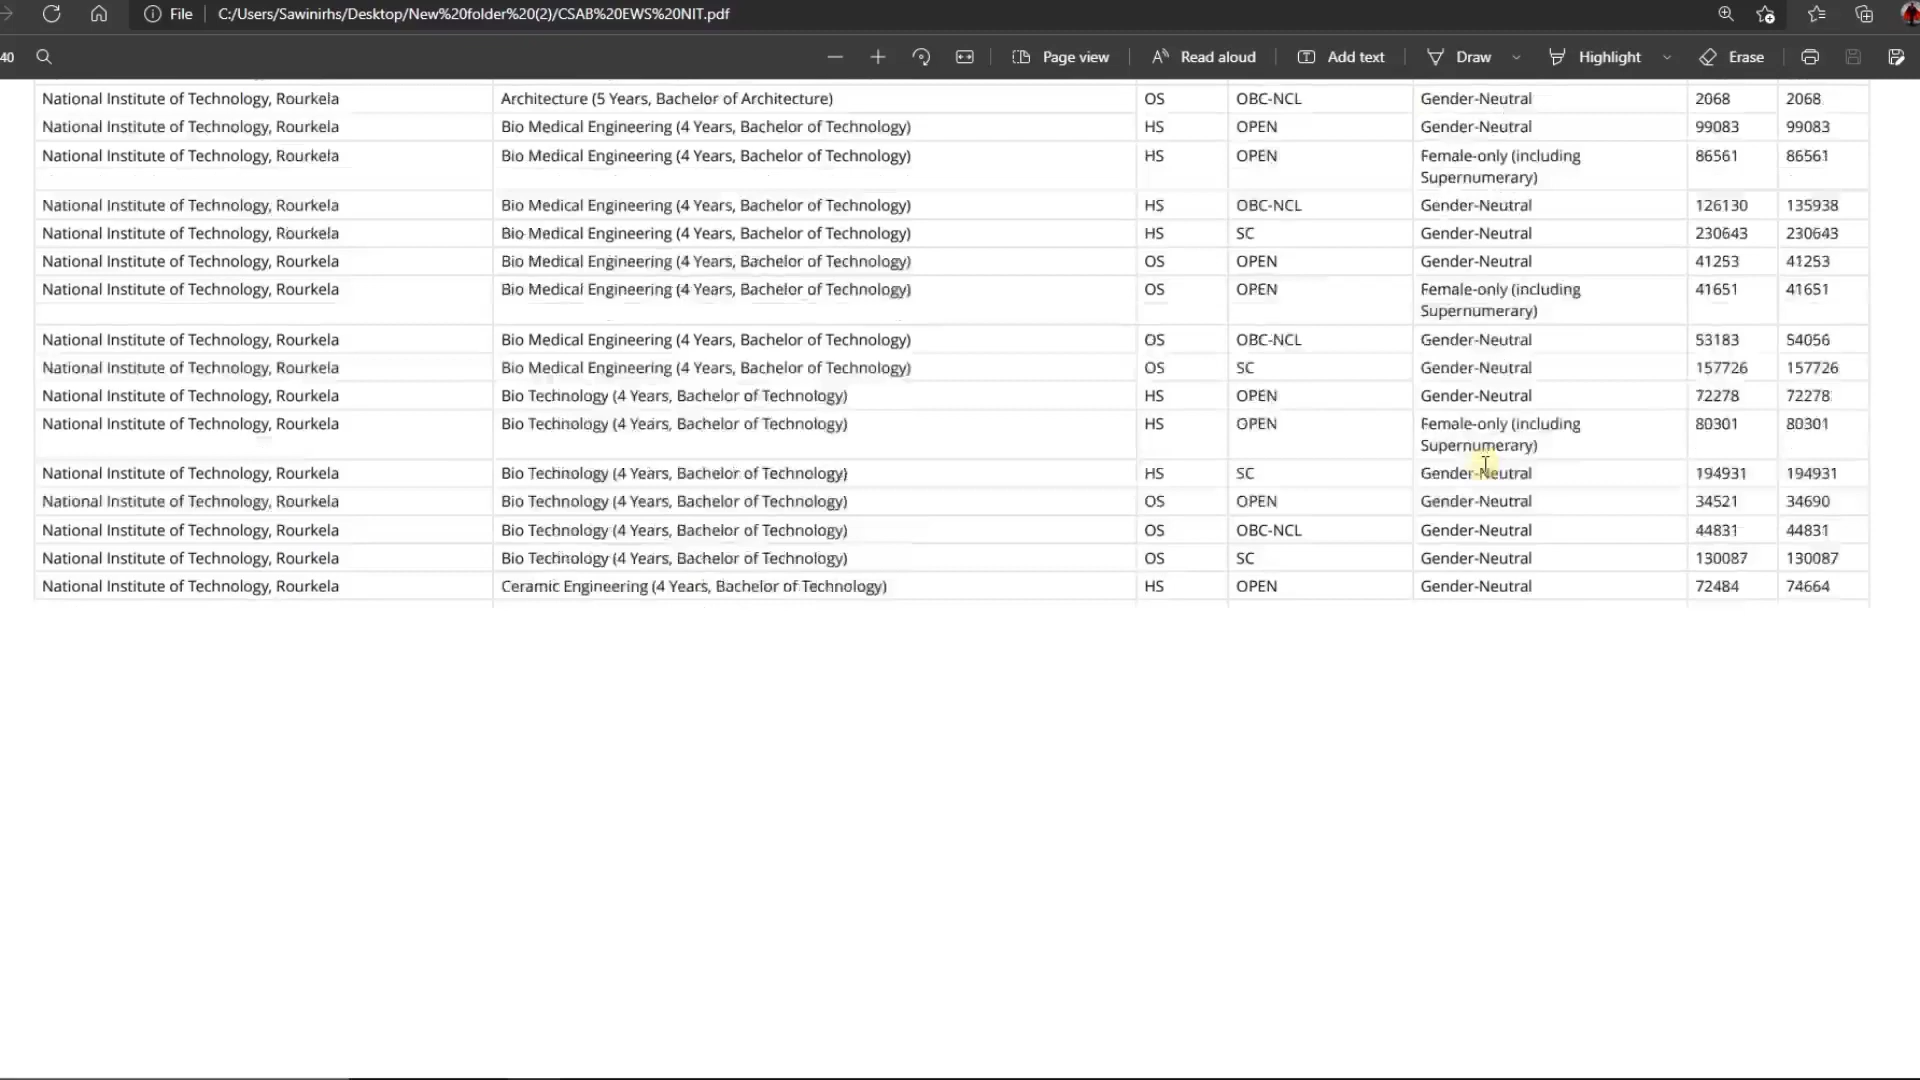 File C:/Users/Sawinirhs/Desktop/New%20folder%20(2)/CSAB%20EWS%20NIT.pdf
40 Page view Read aloud Add text Draw Highlight Erase
National Institute of Technology, Rourkela Architecture (5 Years, Bachelor of Architecture) OS OBC-NCL Gender-Neutral 2068 2068
National Institute of Technology, Rourkela Bio Medical Engineering (4 Years, Bachelor of Technology) HS OPEN Gender-Neutral 99083 99083
National Institute of Technology, Rourkela Bio Medical Engineering (4 Years, Bachelor of Technology) HS OPEN Female-only (including 86561 86561
Supernumerary)
National Institute of Technology, Rourkela Bio Medical Engineering (4 Years, Bachelor of Technology) HS OBC-NCL Gender-Neutral 126130 135938
National Institute of Technology, Rourkela Bio Medical Engineering (4 Years, Bachelor of Technology) HS SC Gender-Neutral 230643 230643
National Institute of Technology, Rourkela Bio Medical Engineering (4 Years, Bachelor of Technology) OS OPEN Gender-Neutral 41253 41253
National Institute of Technology, Rourkela Bio Medical Engineering (4 Years, Bachelor of Technology) OS OPEN Female-only (including 41651 41651
Supernumerary)
National Institute of Technology, Rourkela Bio Medical Engineering (4 Years, Bachelor of Technology) OS OBC-NCL Gender-Neutral 53183 54056
National Institute of Technology, Rourkela Bio Medical Engineering (4 Years, Bachelor of Technology) OS SC Gender-Neutral 157726 157726
National Institute of Technology, Rourkela Bio Technology (4 Years, Bachelor of Technology) HS OPEN Gender-Neutral 72278 72278
National Institute of Technology, Rourkela Bio Technology (4 Years, Bachelor of Technology) HS OPEN Female-only (including 80301 80301
Supernumerary)
National Institute of Technology, Rourkela Bio Technology (4 Years, Bachelor of Technology) HS SC Gender-Neutral 194931 194931
National Institute of Technology, Rourkela Bio Technology (4 Years, Bachelor of Technology) OS OPEN Gender-Neutral 34521 34690
National Institute of Technology, Rourkela Bio Technology (4 Years, Bachelor of Technology) OS OBC-NCL Gender-Neutral 44831 44831
National Institute of Technology, Rourkela Bio Technology (4 Years, Bachelor of Technology) OS SC Gender-Neutral 130087 130087
National Institute of Technology, Rourkela Ceramic Engineering (4 Years, Bachelor of Technology) HS OPEN Gender-Neutral 72484 74664